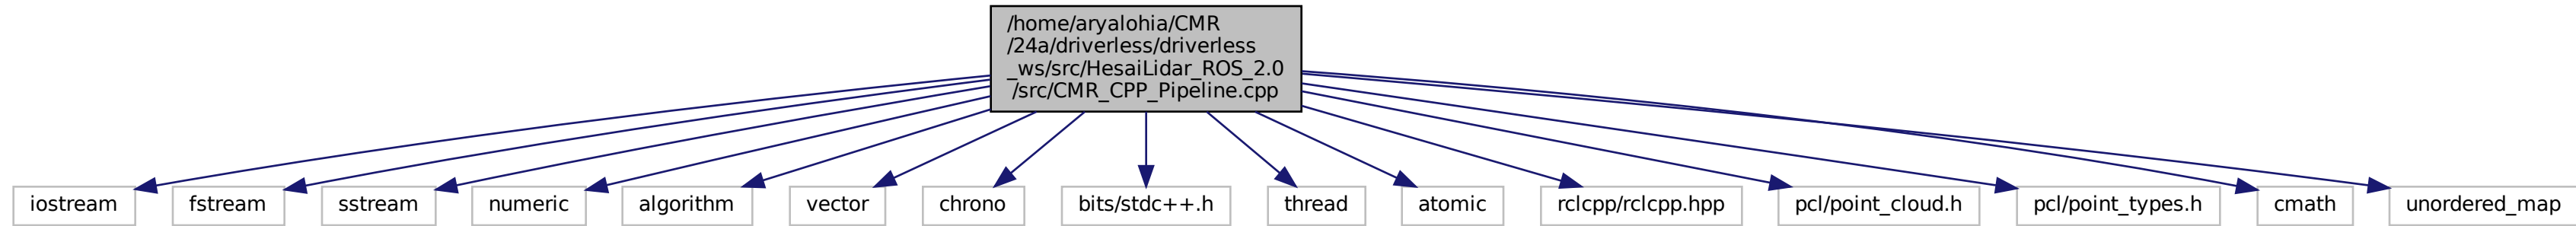 /home/aryalohia/CMR
/24a/driverless/driverless
_ws/src/HesaiLidar_ROS_2.0
/src/CMR_CPP_Pipeline.cpp
iostream
fstream
sstream
numeric
algorithm
vector
chrono
bits/stdc++.h
thread
atomic
rclcpp/rclcpp.hpp
pcl/point_cloud.h
pcl/point_types.h
cmath
unordered_map